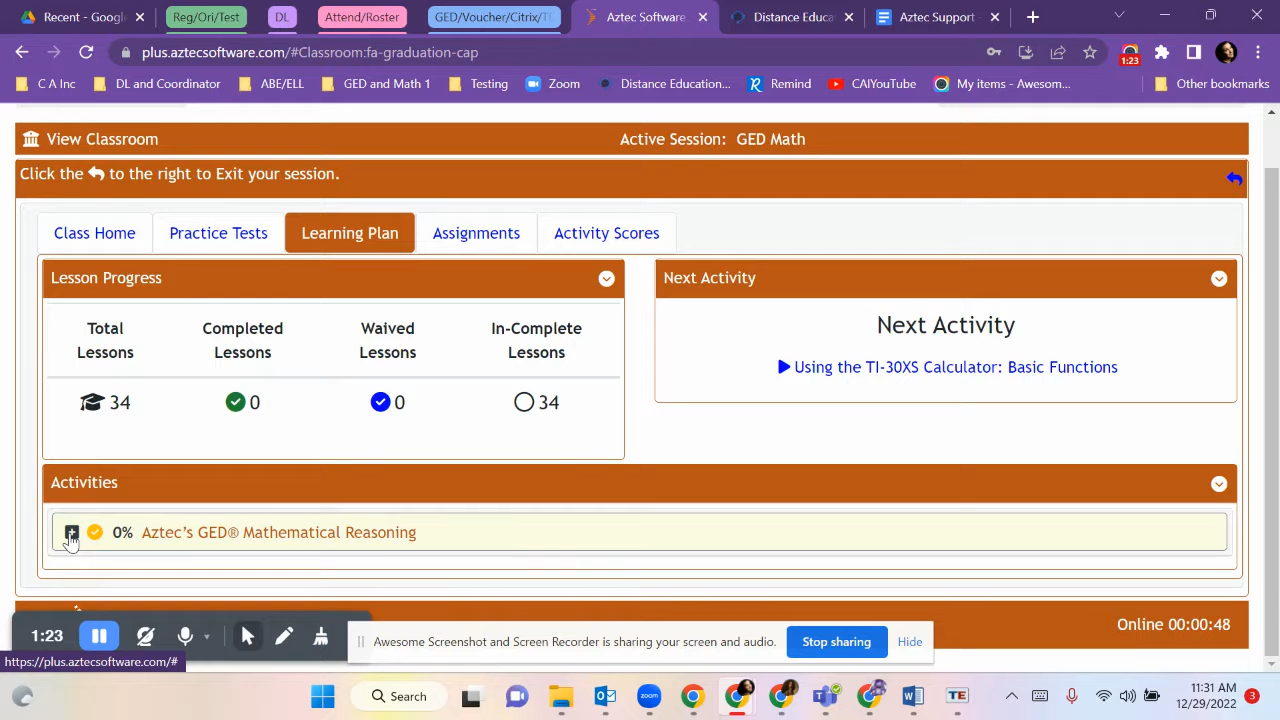 Recent - Googl
Reg/Ori/Test
DL
Attend/Roster
GED/Voucher/Citrix/T
Aztec Software
Distance Educa
Aztec Support -
plus.aztecsoftware.com/#Classroom:fa-graduation-cap
1:23
C A Inc
DL and Coordinator
ABE/ELL
GED and Math 1
Testing
Zoom
Distance Education...
Remind
CAIYouTube
My items – Awesom...
Other bookmarks
View Classroom
Active Session: GED Math
Click the to the right to Exit your session.
Class Home
Practice Tests
Learning Plan
Assignments
Activity Scores
Lesson Progress
Total Lessons
Completed Lessons
Waived Lessons
In-Complete Lessons
34
0
0
34
Next Activity
Next Activity
Using the TI-30XS Calculator: Basic Functions
Activities
0% Aztec’s GED® Mathematical Reasoning
Online 00:00:48
1:23
Awesome Screenshot and Screen Recorder is sharing your screen and audio.
Stop sharing
Hide
https://plus.aztecsoftware.com/#
Search
TE
11:31 AM
12/29/2022
3